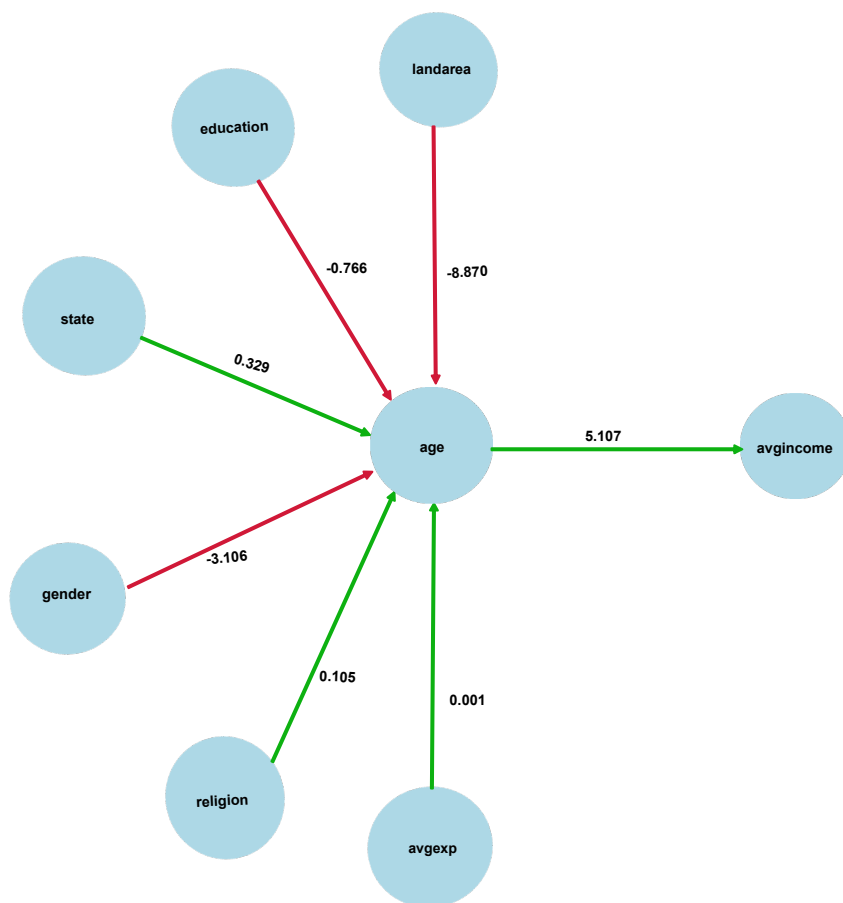 landarea
education
-0.766
-8.870
state
0.329
age
5.107
avgincome
-3.106
gender
0.105
0.001
religion
avgexp